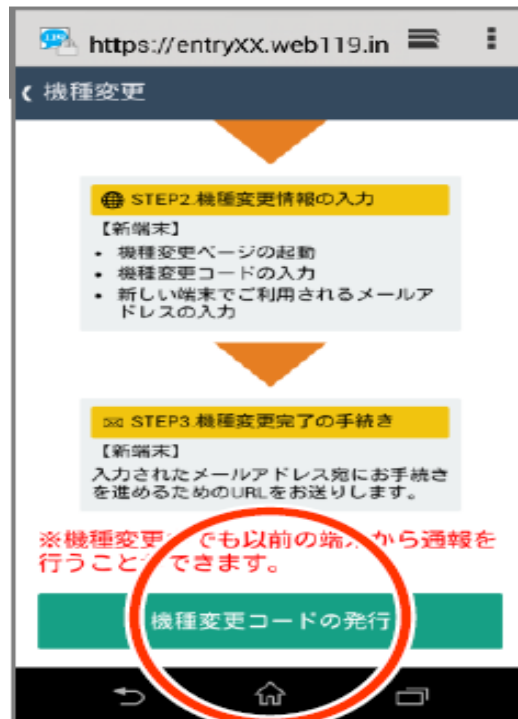 https://entryXX.web119.in
機種変更
STEP2.機種変更情報の入力
【新端末】
• 機種変更ページの起動
• 機種変更コードの入力
• 新しい端末でご利用されるメールア
ドレスの入力
STEP3.機種変更完了の手続き
【新端末】
入力されたメールアドレス宛にお手続き
を進めるためのURLをお送りします。
※機種変更 でも以前の端末から通報を
行うこと できます。
機種変更コードの発行